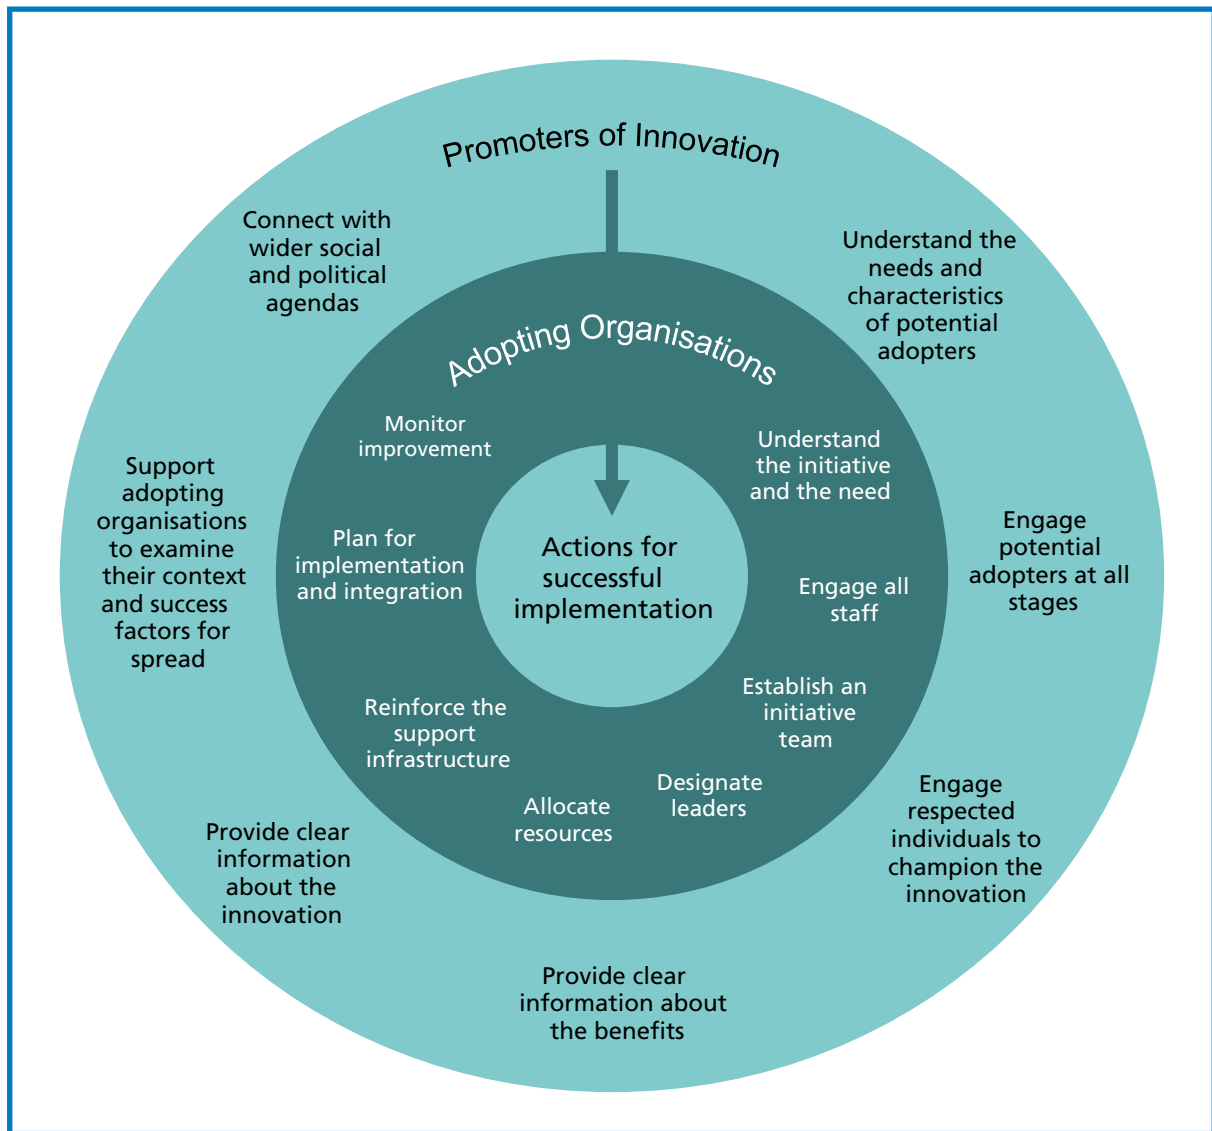 Promoters of Innovation
Connect with
wider social
and political
agendas
Understand the
needs and
characteristics
of potential
adopters
Engage
potential
adopters at all
stages
Engage
respected
individuals to
champion the
innovation
Provide clear
information about
the benefits
Provide clear
information
about the
innovation
Support
adopting
organisations
to examine
their context
and success
factors for
spread
Adopting Organisations
Monitor
improvement
Understand
the initiative
and the need
Engage all
staff
Establish an
initiative
team
Designate
leaders
Allocate
resources
Reinforce the
support
infrastructure
Plan for
implementation
and integration
Actions for
successful
implementation